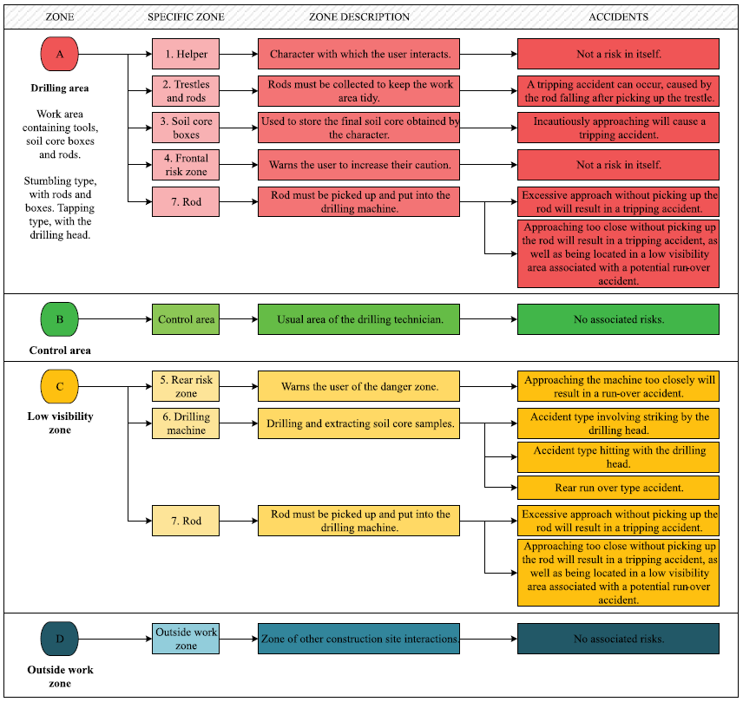 ZONE
SPECIFIC ZONE
ZONE DESCRIPTION
ACCIDENTS
A
Drilling area
Work area
containing tools,
soil core boxes
and rods.
Stumbling type,
with rods and
boxes. Tapping
type, with the
drilling head.
1. Helper
Character with which the user interacts.
Not a risk in itself.
2. Trestles
and rods
Rods must be collected to keep the work
area tidy.
A tripping accident can occur, caused by
the rod falling after picking up the trestle.
3. Soil core
boxes
Used to store the final soil core obtained by
the character.
Incautiously approaching will cause a
tripping accident.
4. Frontal
risk zone
Warns the user to increase their caution.
Not a risk in itself.
7. Rod
Rod must be picked up and put into the
drilling machine.
Excessive approach without picking up the
rod will result in a tripping accident.
Approaching too close without picking up
the rod will result in a tripping accident, as
well as being located in a low visibility
area associated with a potential run-over
accident.
B
Control area
Control area
Usual area of the drilling technician.
No associated risks.
C
Low visibility
zone
5. Rear risk
zone
Warns the user of the danger zone.
Approaching the machine too closely will
result in a run-over accident.
6. Drilling
machine
Drilling and extracting soil core samples.
Accident type involving striking by the
drilling head.
Accident type hitting with the drilling
head.
Rear run over type accident.
7. Rod
Rod must be picked up and put into the
drilling machine.
Excessive approach without picking up the
rod will result in a tripping accident.
Approaching too close without picking up
the rod will result in a tripping accident, as
well as being located in a low visibility
area associated with a potential run-over
accident.
D
Outside work
zone
Outside work
zone
Zone of other construction site interactions.
No associated risks.